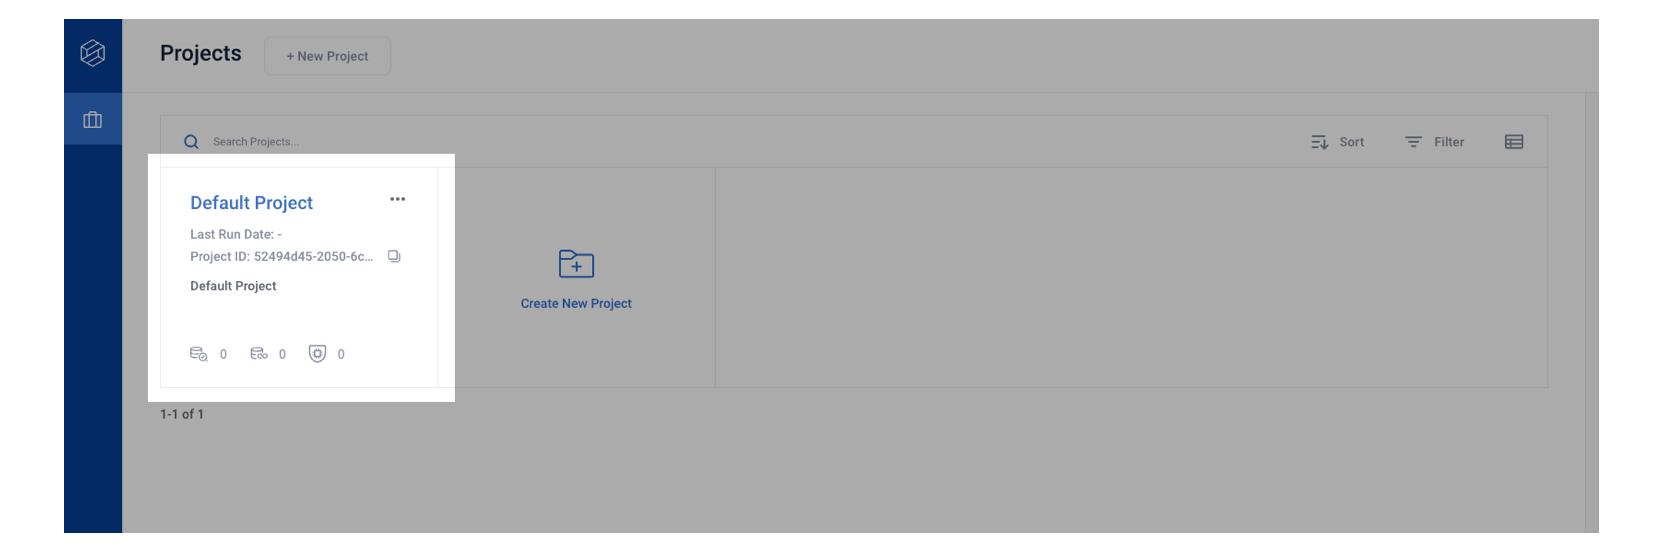 Projects
+ New Project
Search Projects...
Sort
Filter
Default Project
Last Run Date: -
Project ID: 52494d45-2050-6c...
Default Project
0 0 0
Create New Project
1-1 of 1